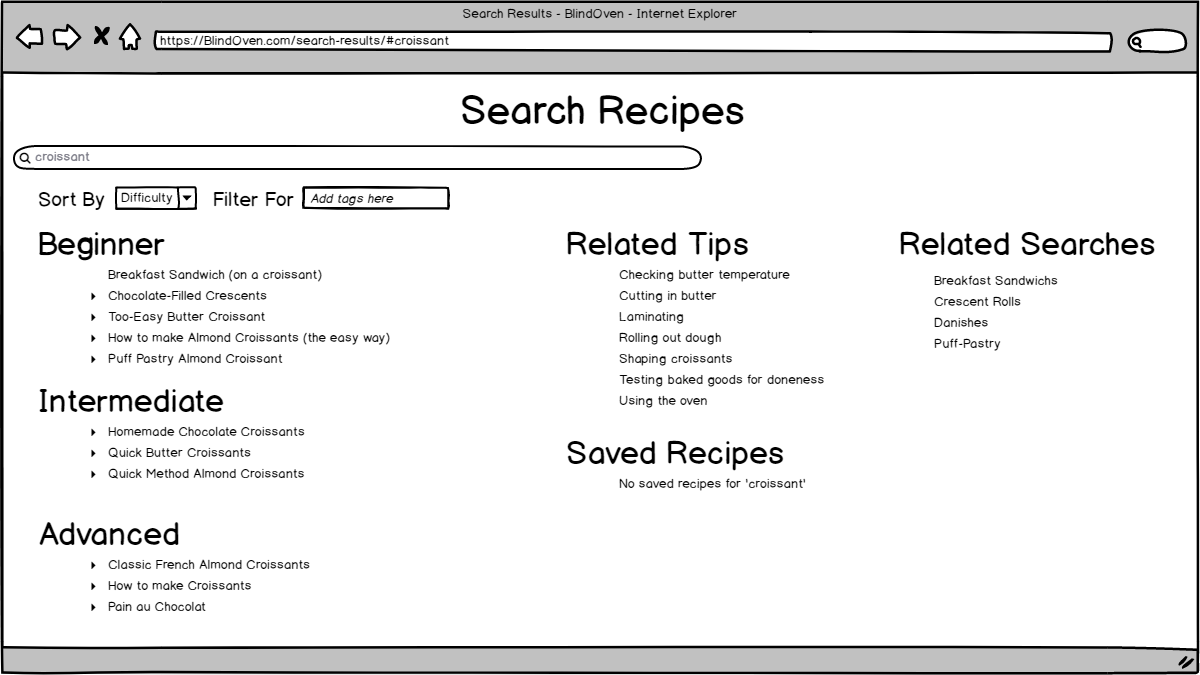 Search Results - BlindOven - Internet Explorer
https://BlindOven.com/search-results/#croissant
Search Recipes
croissant
Sort By Difficulty Filter For Add tags here
Beginner
Breakfast Sandwich (on a croissant)
Chocolate-Filled Crescents
Too-Easy Butter Croissant
How to make Almond Croissants (the easy way)
Puff Pastry Almond Croissant
Intermediate
Homemade Chocolate Croissants
Quick Butter Croissants
Quick Method Almond Croissants
Advanced
Classic French Almond Croissants
How to make Croissants
Pain au Chocolat
Related Tips
Checking butter temperature
Cutting in butter
Laminating
Rolling out dough
Shaping croissants
Testing baked goods for doneness
Using the oven
Saved Recipes
No saved recipes for 'croissant'
Related Searches
Breakfast Sandwichs
Crescent Rolls
Danishes
Puff-Pastry